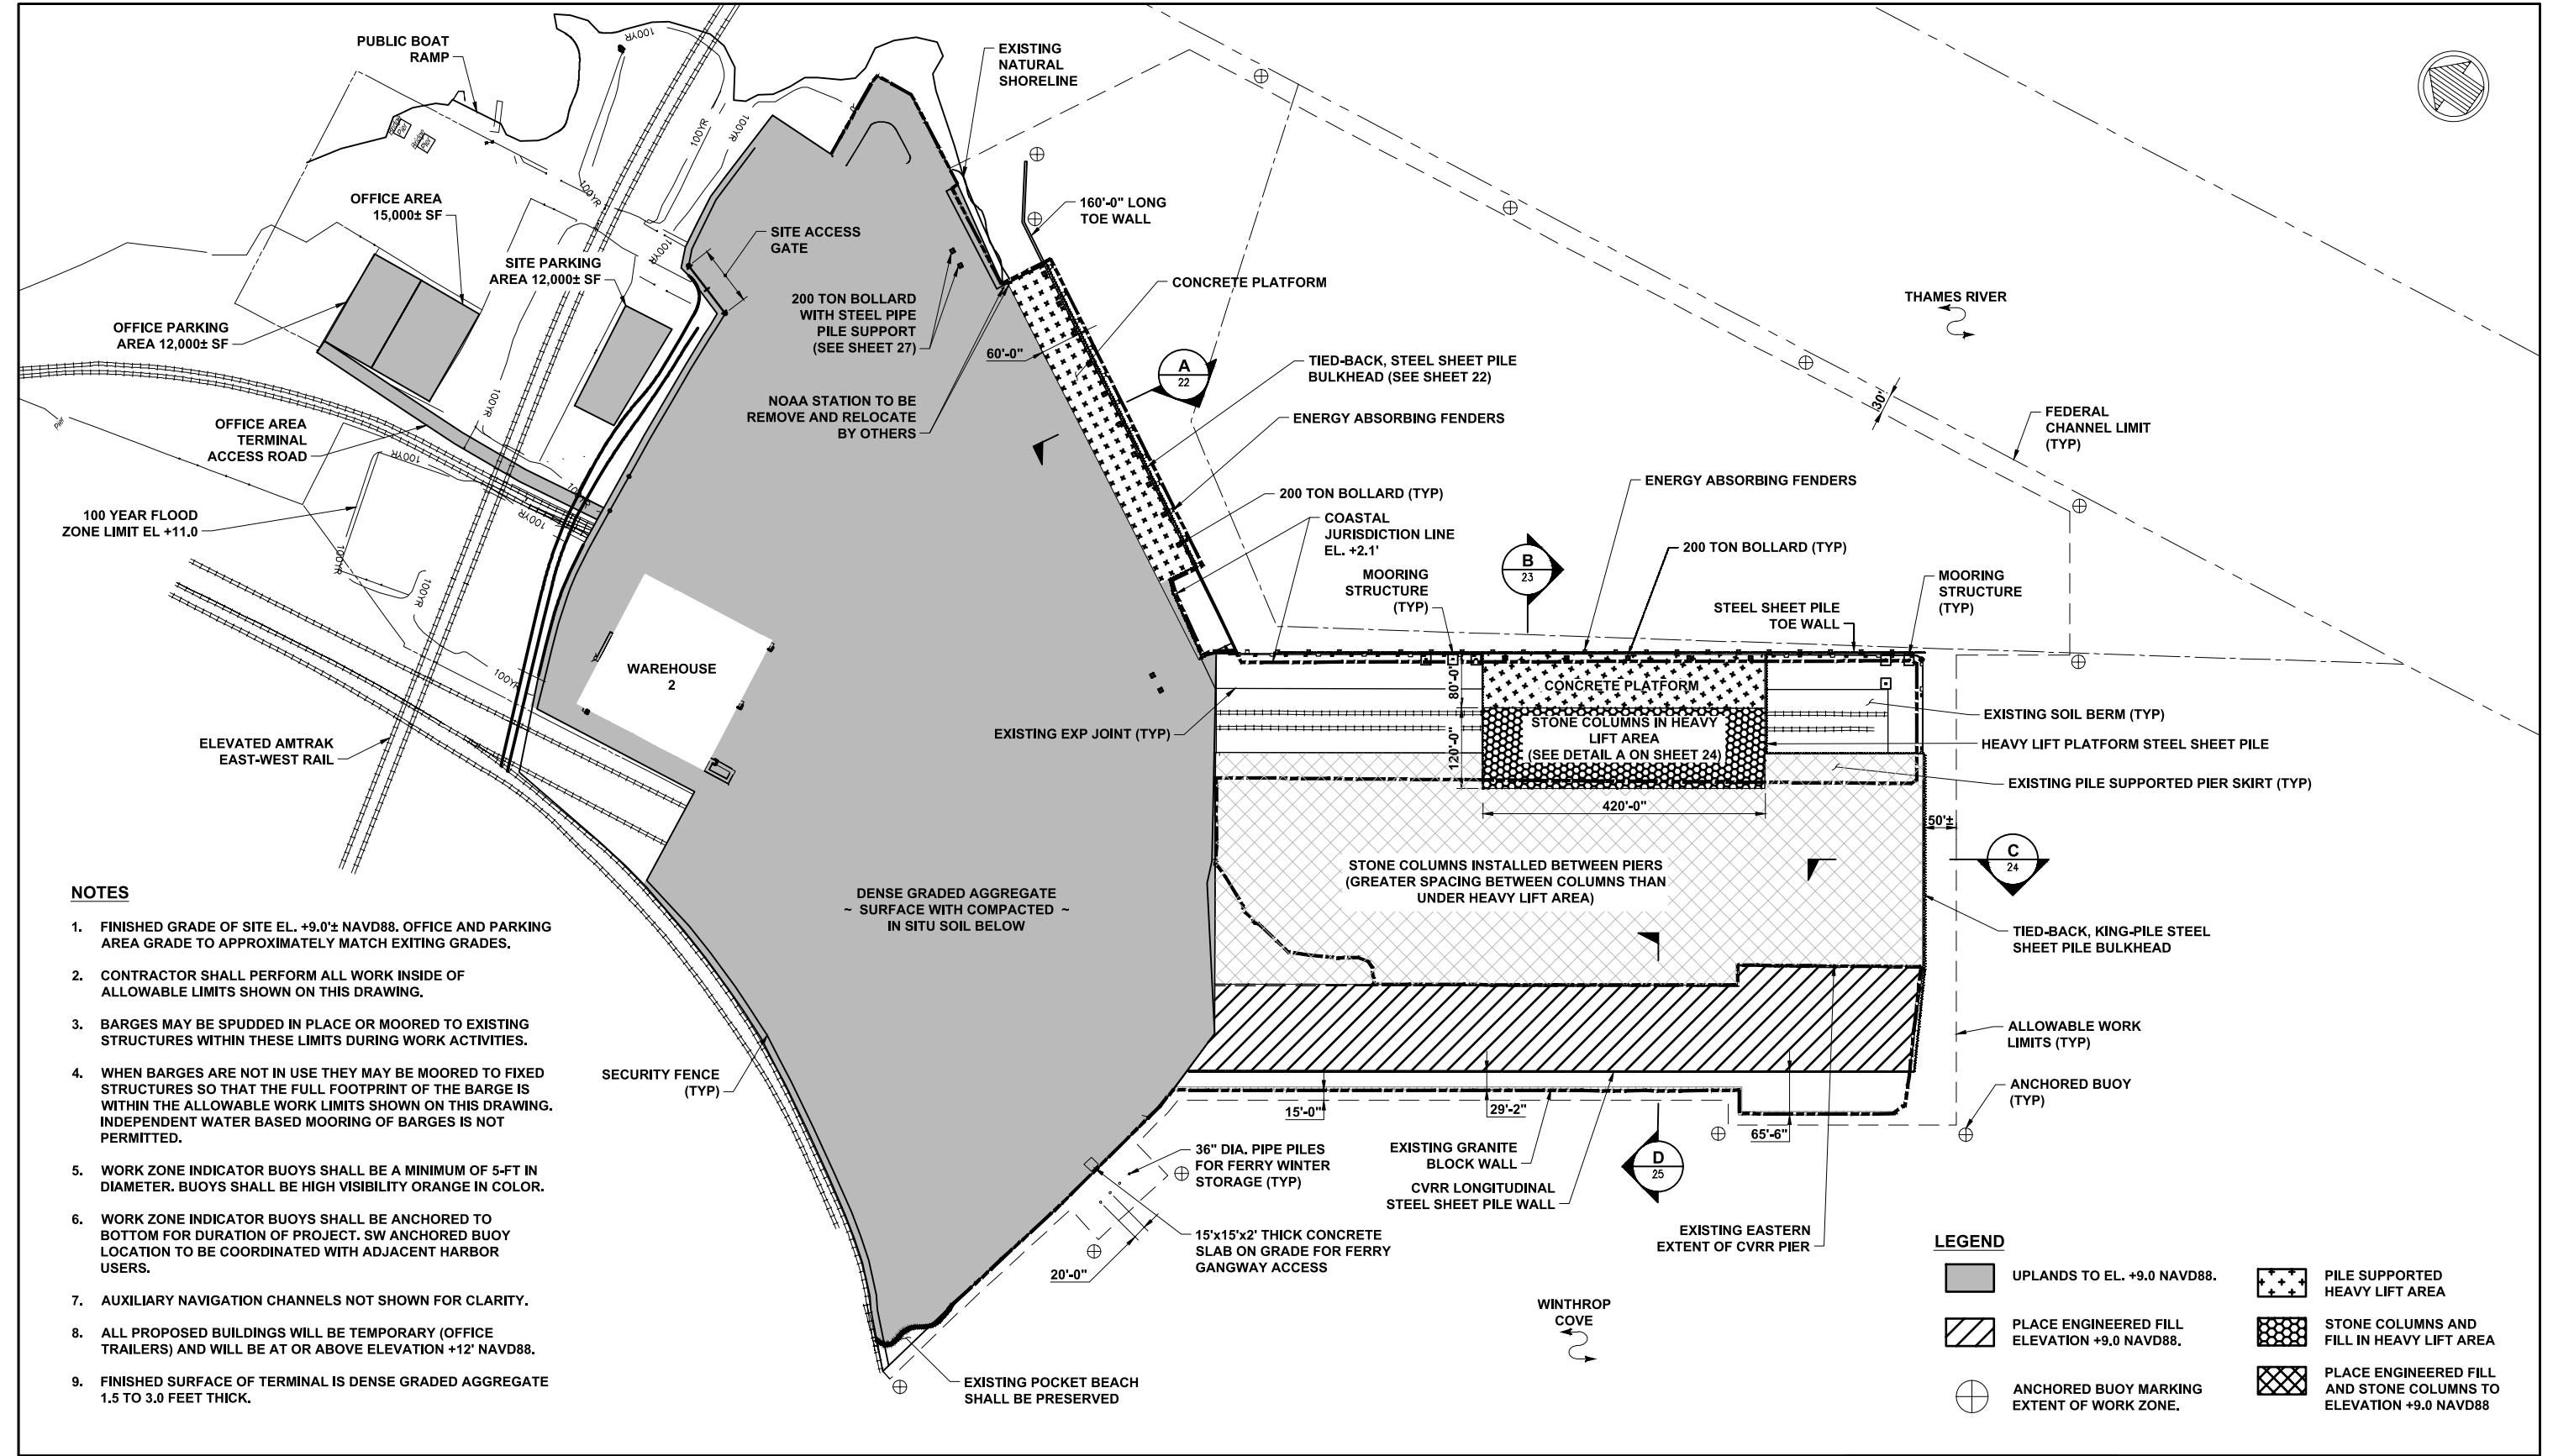 PUBLIC BOAT
RAMP
EXISTING
NATURAL
SHORELINE
100YR
100YR
100YR
100YR
100YR
100YR
OFFICE AREA
15,000± SF
SITE PARKING
AREA 12,000± SF
OFFICE PARKING
AREA 12,000± SF
SITE ACCESS
GATE
160'-0" LONG
TOE WALL
CONCRETE PLATFORM
200 TON BOLLARD
WITH STEEL PIPE
PILE SUPPORT
(SEE SHEET 27)
60'-0"
A
22
TIED-BACK, STEEL SHEET PILE
BULKHEAD (SEE SHEET 22)
NOAA STATION TO BE
REMOVE AND RELOCATE
BY OTHERS
ENERGY ABSORBING FENDERS
THAMES RIVER
30'
FEDERAL
CHANNEL LIMIT
(TYP)
OFFICE AREA
TERMINAL
ACCESS ROAD
100YR
100YR
100YR
100YR
100YR
100YR
100 YEAR FLOOD
ZONE LIMIT EL +11.0
200 TON BOLLARD (TYP)
COASTAL
JURISDICTION LINE
EL. +2.1'
ENERGY ABSORBING FENDERS
200 TON BOLLARD (TYP)
B
23
MOORING
STRUCTURE
(TYP)
STEEL SHEET PILE
TOE WALL
MOORING
STRUCTURE
(TYP)
WAREHOUSE
2
ELEVATED AMTRAK
EAST-WEST RAIL
EXISTING EXP JOINT (TYP)
80'-0"
120'-0"
CONCRETE PLATFORM
STONE COLUMNS IN HEAVY
LIFT AREA
(SEE DETAIL A ON SHEET 24)
420'-0"
EXISTING SOIL BERM (TYP)
HEAVY LIFT PLATFORM STEEL SHEET PILE
EXISTING PILE SUPPORTED PIER SKIRT (TYP)
50'±
C
24
STONE COLUMNS INSTALLED BETWEEN PIERS
(GREATER SPACING BETWEEN COLUMNS THAN
UNDER HEAVY LIFT AREA)
DENSE GRADED AGGREGATE
~ SURFACE WITH COMPACTED ~
IN SITU SOIL BELOW
TIED-BACK, KING-PILE STEEL
SHEET PILE BULKHEAD
ALLOWABLE WORK
LIMITS (TYP)
ANCHORED BUOY
(TYP)
SECURITY FENCE
(TYP)
15'-0"
29'-2"
65'-6"
36" DIA. PIPE PILES
FOR FERRY WINTER
STORAGE (TYP)
EXISTING GRANITE
BLOCK WALL
D
25
CVRR LONGITUDINAL
STEEL SHEET PILE WALL
15'x15'x2' THICK CONCRETE
SLAB ON GRADE FOR FERRY
GANGWAY ACCESS
20'-0"
EXISTING EASTERN
EXTENT OF CVRR PIER
WINTHROP
COVE
EXISTING POCKET BEACH
SHALL BE PRESERVED
NOTES
1. FINISHED GRADE OF SITE EL. +9.0'± NAVD88. OFFICE AND PARKING
AREA GRADE TO APPROXIMATELY MATCH EXITING GRADES.
2. CONTRACTOR SHALL PERFORM ALL WORK INSIDE OF
ALLOWABLE LIMITS SHOWN ON THIS DRAWING.
3. BARGES MAY BE SPUDDED IN PLACE OR MOORED TO EXISTING
STRUCTURES WITHIN THESE LIMITS DURING WORK ACTIVITIES.
4. WHEN BARGES ARE NOT IN USE THEY MAY BE MOORED TO FIXED
STRUCTURES SO THAT THE FULL FOOTPRINT OF THE BARGE IS
WITHIN THE ALLOWABLE WORK LIMITS SHOWN ON THIS DRAWING.
INDEPENDENT WATER BASED MOORING OF BARGES IS NOT
PERMITTED.
5. WORK ZONE INDICATOR BUOYS SHALL BE A MINIMUM OF 5-FT IN
DIAMETER. BUOYS SHALL BE HIGH VISIBILITY ORANGE IN COLOR.
6. WORK ZONE INDICATOR BUOYS SHALL BE ANCHORED TO
BOTTOM FOR DURATION OF PROJECT. SW ANCHORED BUOY
LOCATION TO BE COORDINATED WITH ADJACENT HARBOR
USERS.
7. AUXILIARY NAVIGATION CHANNELS NOT SHOWN FOR CLARITY.
8. ALL PROPOSED BUILDINGS WILL BE TEMPORARY (OFFICE
TRAILERS) AND WILL BE AT OR ABOVE ELEVATION +12' NAVD88.
9. FINISHED SURFACE OF TERMINAL IS DENSE GRADED AGGREGATE
1.5 TO 3.0 FEET THICK.
LEGEND
UPLANDS TO EL. +9.0 NAVD88.
PLACE ENGINEERED FILL
ELEVATION +9.0 NAVD88.
ANCHORED BUOY MARKING
EXTENT OF WORK ZONE.
PILE SUPPORTED
HEAVY LIFT AREA
STONE COLUMNS AND
FILL IN HEAVY LIFT AREA
PLACE ENGINEERED FILL
AND STONE COLUMNS TO
ELEVATION +9.0 NAVD88